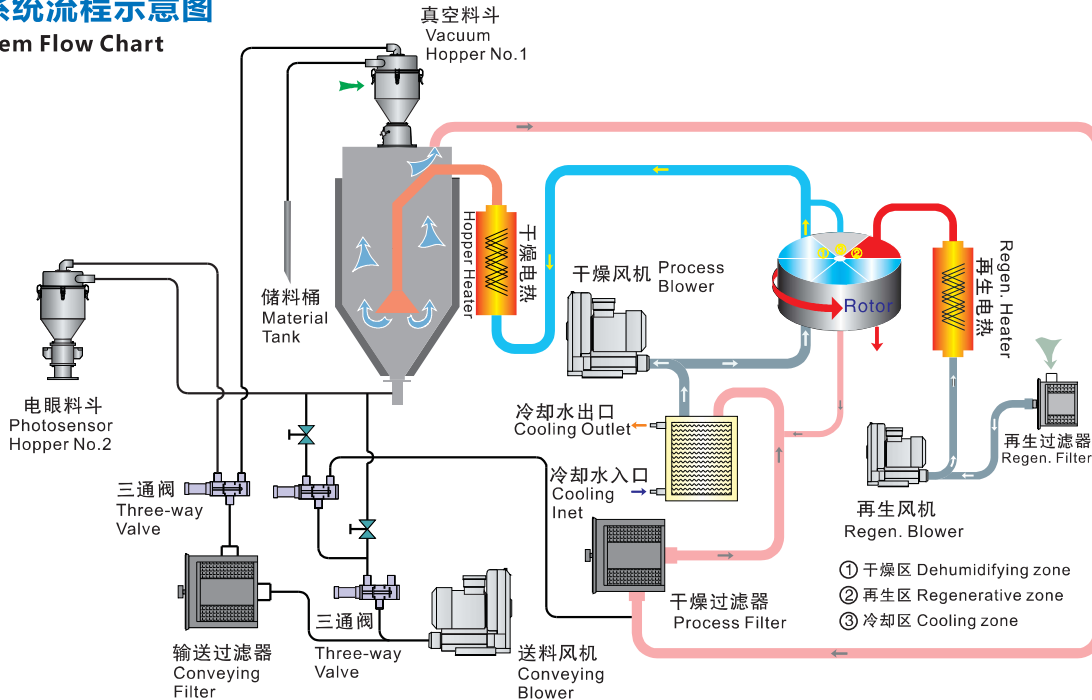 系统流程示意图
em Flow Chart
真空料斗
Vacuum
Hopper No.1
储料桶
Material
Tank
Hopper Heater
干燥电热
干燥风机 Process
Blower
Rotor
①
③
②
Regen. Heater
再生电热
电眼料斗
Photosensor
Hopper No.2
冷却水出口
Cooling Outlet
冷却水入口
Cooling
Inet
再生过滤器
Regen. Filter
再生风机
Regen. Blower
三通阀
Three-way
Valve
①干燥区 Dehumidifying zone
②再生区 Regenerative zone
③冷却区 Cooling zone
干燥过滤器
Process Filter
三通阀
Three-way
Valve
输送过滤器
Conveying
Filter
送料风机
Conveying
Blower